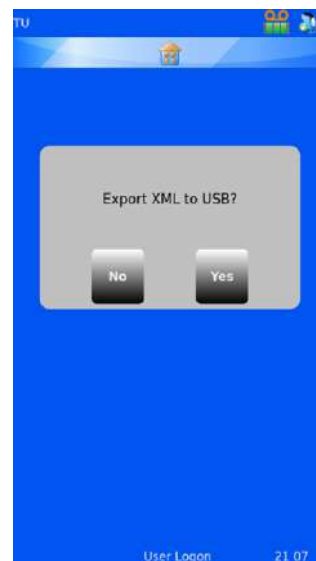 TU
Export XML to USB?
No Yes
User Logon 21 07